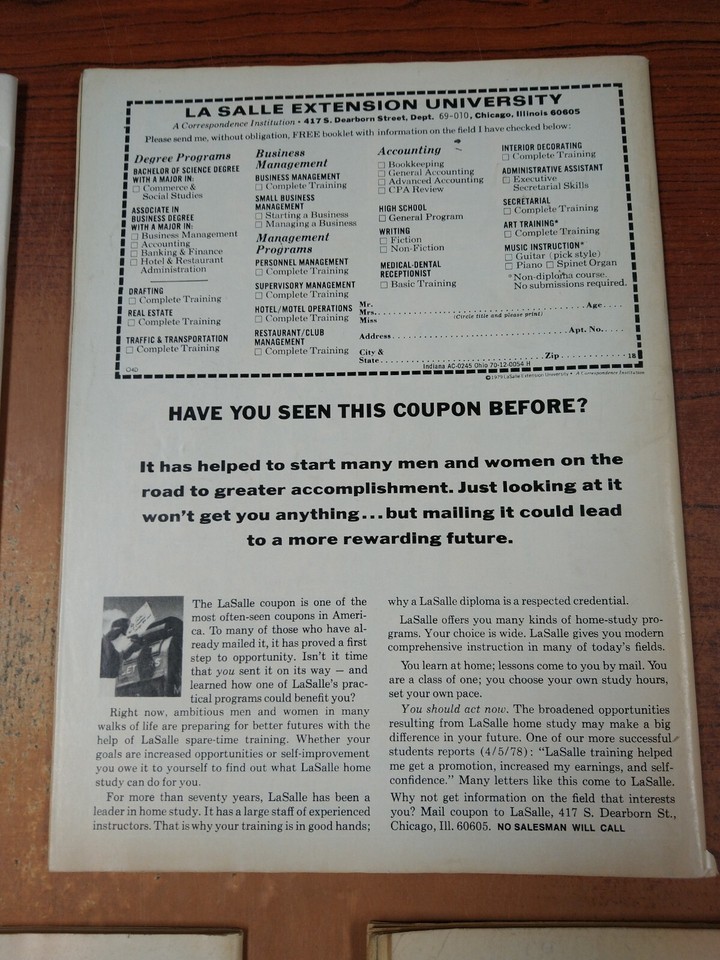 LA SALLE EXTENSION UNIVERSITY
A Correspondence Institution • 417 S. Dearborn Street, Dept. 69-010, Chicago, Illinois 60605
Please send me, without obligation, FREE booklet with information on the field I have checked below:
Degree Programs
BACHELOR OF SCIENCE DEGREE
WITH A MAJOR IN:
☐ Commerce &
Social Studies
ASSOCIATE IN
BUSINESS DEGREE
WITH A MAJOR IN:
☐ Business Management
☐ Accounting
☐ Banking & Finance
☐ Hotel & Restaurant
Administration
DRAFTING
☐ Complete Training
REAL ESTATE
☐ Complete Training
TRAFFIC & TRANSPORTATION
☐ Complete Training
Business
Management
BUSINESS MANAGEMENT
☐ Complete Training
SMALL BUSINESS
MANAGEMENT
☐ Starting a Business
☐ Managing a Business
Management
Programs
PERSONNEL MANAGEMENT
☐ Complete Training
SUPERVISORY MANAGEMENT
☐ Complete Training
HOTEL/MOTEL OPERATIONS
☐ Complete Training
RESTAURANT/CLUB
MANAGEMENT
☐ Complete Training
Accounting
☐ Bookkeeping
☐ General Accounting
☐ Advanced Accounting
☐ CPA Review
HIGH SCHOOL
☐ General Program
WRITING
☐ Fiction
☐ Non-Fiction
MEDICAL-DENTAL
RECEPTIONIST
☐ Basic Training
INTERIOR DECORATING
☐ Complete Training
ADMINISTRATIVE ASSISTANT
☐ Executive
Secretarial Skills
SECRETARIAL
☐ Complete Training
ART TRAINING*
☐ Complete Training
MUSIC INSTRUCTION*
☐ Guitar (pick style)
☐ Piano ☐ Spinet Organ
*Non-diploma course.
No submissions required.
Mr.
Mrs. Age
Miss (Circle title and please print)
Address Apt. No.
City &
State Zip 18
Indiana AC-0245 Ohio 70-12-0054 H
©1979 LaSalle Extension University • A Correspondence Institution
HAVE YOU SEEN THIS COUPON BEFORE?
It has helped to start many men and women on the
road to greater accomplishment. Just looking at it
won't get you anything...but mailing it could lead
to a more rewarding future.
The LaSalle coupon is one of the
most often-seen coupons in Ameri-
ca. To many of those who have al-
ready mailed it, it has proved a first
step to opportunity. Isn't it time
that you sent it on its way – and
learned how one of LaSalle's prac-
tical programs could benefit you?
Right now, ambitious men and women in many
walks of life are preparing for better futures with the
help of LaSalle spare-time training. Whether your
goals are increased opportunities or self-improvement
you owe it to yourself to find out what LaSalle home
study can do for you.
For more than seventy years, LaSalle has been a
leader in home study. It has a large staff of experienced
instructors. That is why your training is in good hands;
why a LaSalle diploma is a respected credential.
LaSalle offers you many kinds of home-study pro-
grams. Your choice is wide. LaSalle gives you modern
comprehensive instruction in many of today's fields.
You learn at home; lessons come to you by mail. You
are a class of one; you choose your own study hours,
set your own pace.
You should act now. The broadened opportunities
resulting from LaSalle home study may make a big
difference in your future. One of our more successful
students reports (4/5/78): "LaSalle training helped
me get a promotion, increased my earnings, and self-
confidence." Many letters like this come to LaSalle.
Why not get information on the field that interests
you? Mail coupon to LaSalle, 417 S. Dearborn St.,
Chicago, Ill. 60605. NO SALESMAN WILL CALL